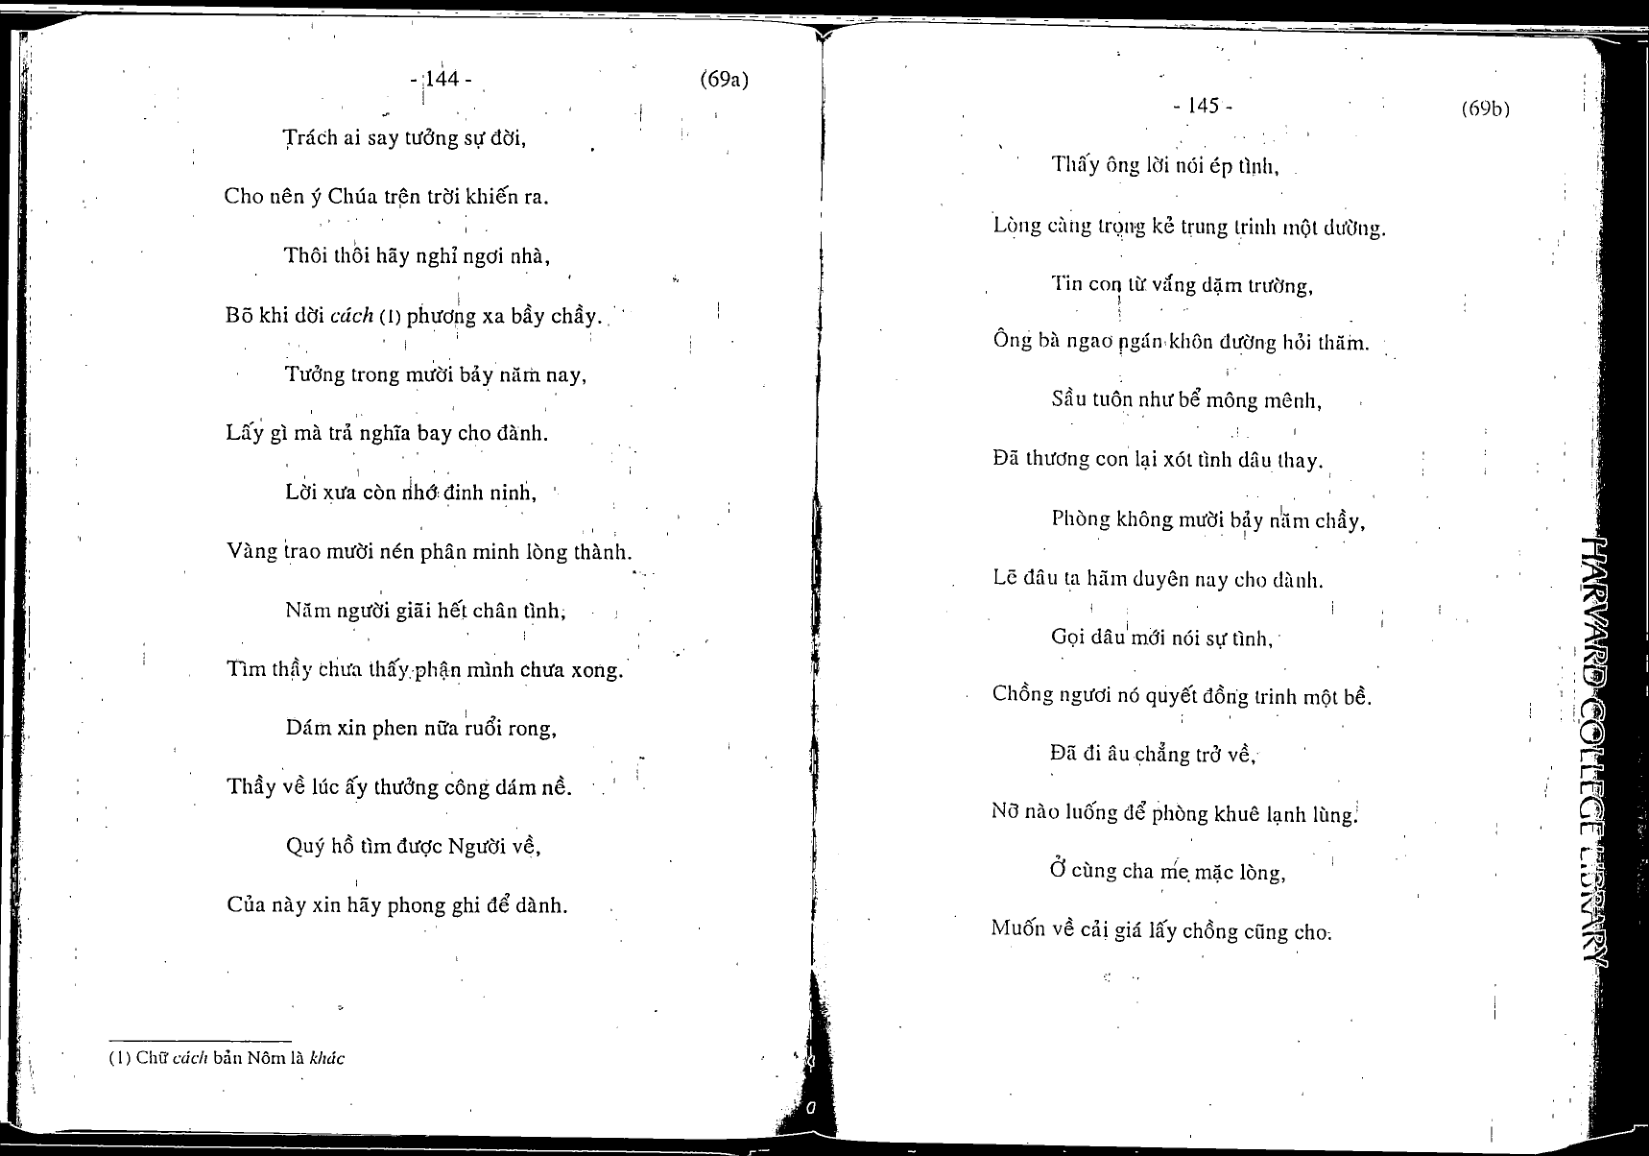 - 144 -
(69a)
Trách ai say tưởng sự đời,
Cho nên ý Chúa trện trời khiến ra.
Thôi thôi hãy nghỉ ngơi nhà,
Bõ khi dời cách (1) phương xa bầy chầy.
Tưởng trong mười bảy năm nay,
Lấy gì mà trả nghĩa bay cho đành.
Lời xưa còn nhớ đinh ninh,
Vàng trao mười nén phân minh lòng thành.
Năm người giãi hết chân tình,
Tìm thầy chưa thấy phận mình chưa xong.
Dám xin phen nữa ruổi rong,
Thầy về lúc ấy thưởng công dám nề.
Quý hồ tìm được Người về,
Của này xin hãy phong ghi để dành.
(1) Chữ cách bản Nôm là khác
- 145 -
(69b)
Thấy ông lời nói ép tình,
Lòng càng trọng kẻ trung trinh một dường.
Tin con từ vắng dặm trường,
Ông bà ngao ngán khôn đường hỏi thăm.
Sầu tuôn như bể mông mênh,
Đã thương con lại xót tình dâu thay.
Phòng không mười bảy năm chầy,
Lẽ đâu ta hãm duyên nay cho dành.
Gọi dâu mới nói sự tình,
Chồng ngươi nó quyết đồng trinh một bề.
Đã đi âu chẳng trở về,
Nỡ nào luống để phòng khuê lạnh lùng.
Ở cùng cha mẹ mặc lòng,
Muốn về cải giá lấy chồng cũng cho.
HARVARD COLLEGE LIBRARY